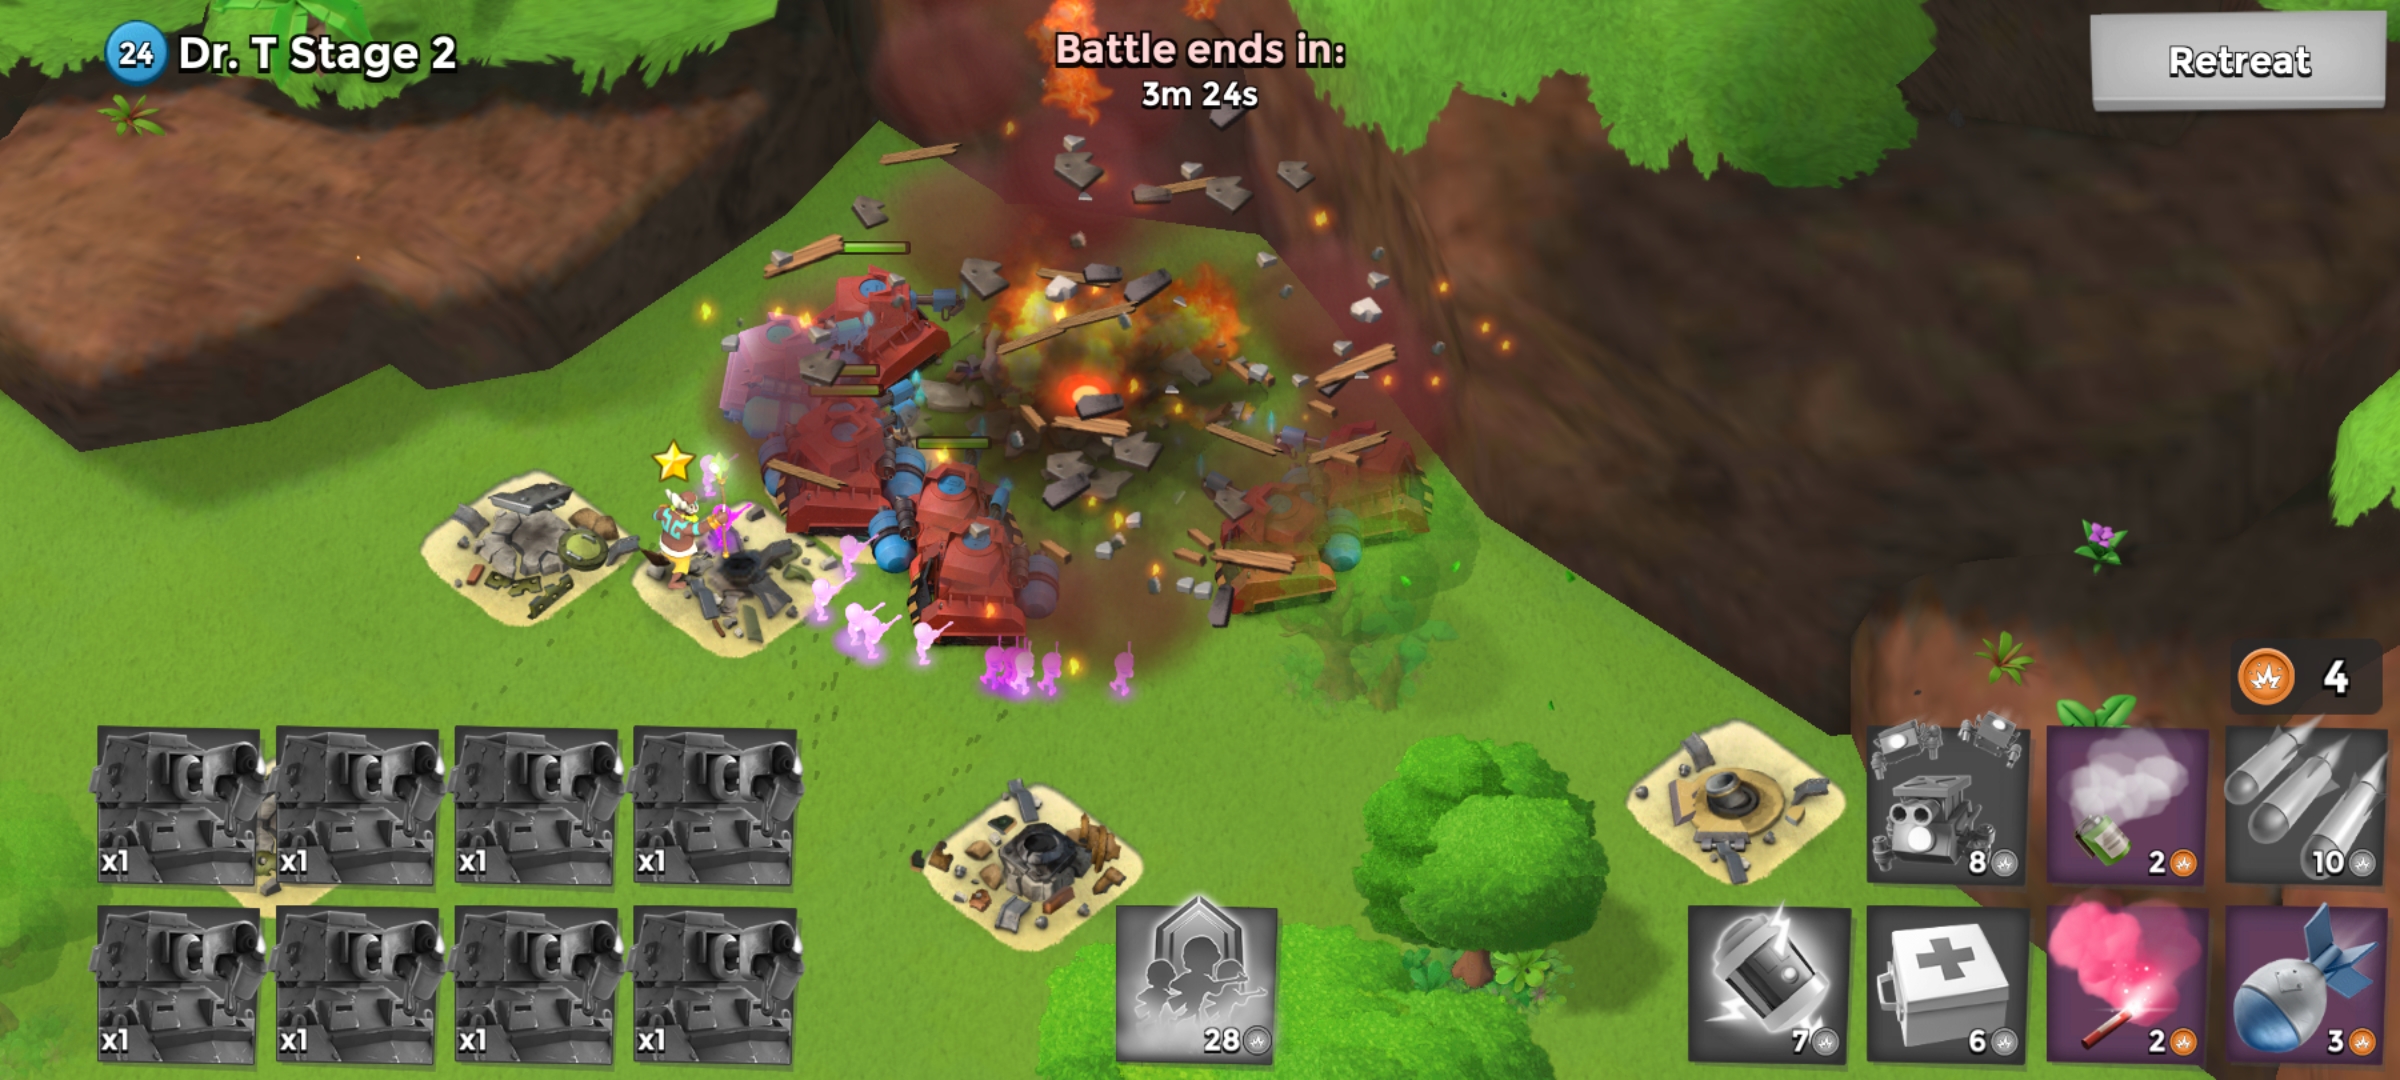 24 Dr. T Stage 2
Battle ends in:
3m 24s
Retreat
4
x1 x1 x1 x1
8 2 10
x1 x1 x1 x1
28 7 6 2 3